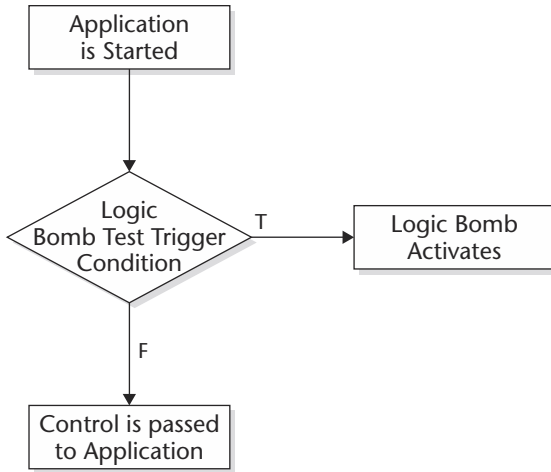 Application
is Started
Logic
Bomb Test Trigger
Condition
T
Logic Bomb
Activates
F
Control is passed
to Application